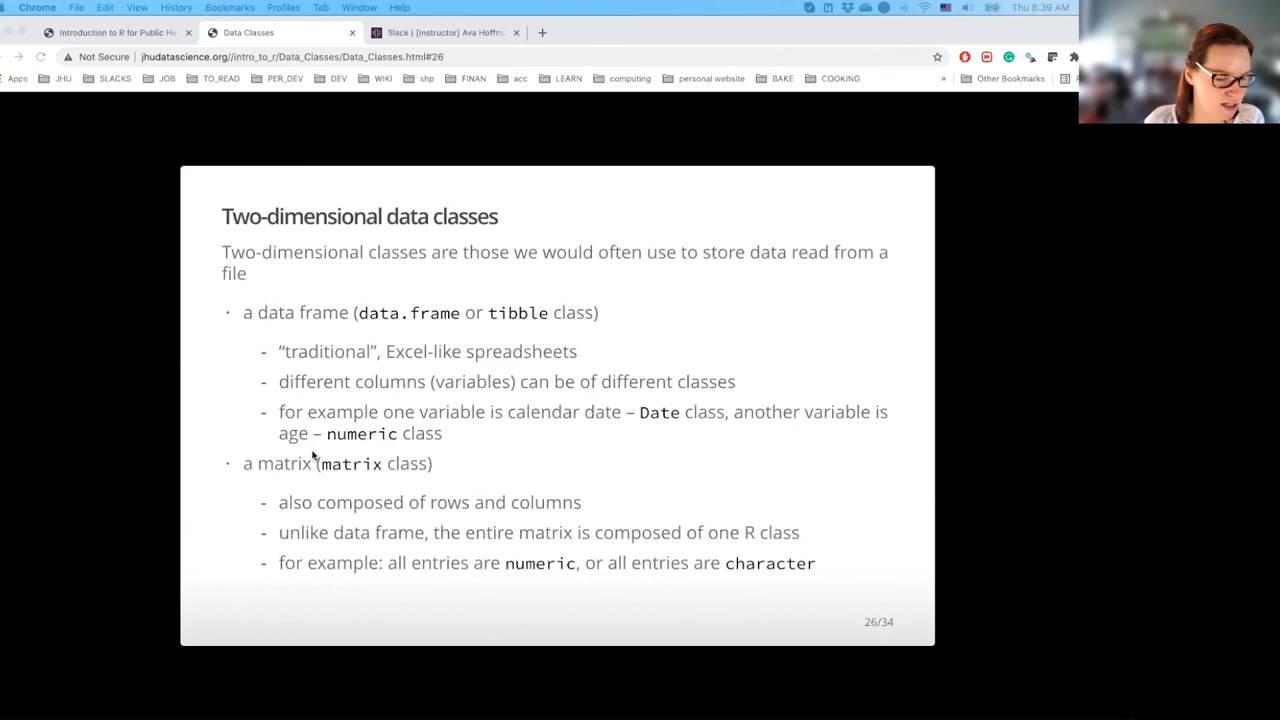 Chrome File Edit View History Bookmarks Profiles Tab Window Help Thu 8:39 AM
Introduction to R for Public He Data Classes Slack | [Instructor] Ava Hoffm
Not Secure jhudatascience.org//intro_to_r/Data_Classes/Data_Classes.html#26
Apps JHU SLACKS JOB TO_READ PER_DEV DEV WIKI shp FINAN acc LEARN computing personal website BAKE COOKING » Other Bookmarks
Two-dimensional data classes
Two-dimensional classes are those we would often use to store data read from a
file
· a data frame (data.frame or tibble class)
- “traditional”, Excel-like spreadsheets
- different columns (variables) can be of different classes
- for example one variable is calendar date – Date class, another variable is
age – numeric class
· a matrix (matrix class)
- also composed of rows and columns
- unlike data frame, the entire matrix is composed of one R class
- for example: all entries are numeric, or all entries are character
26/34